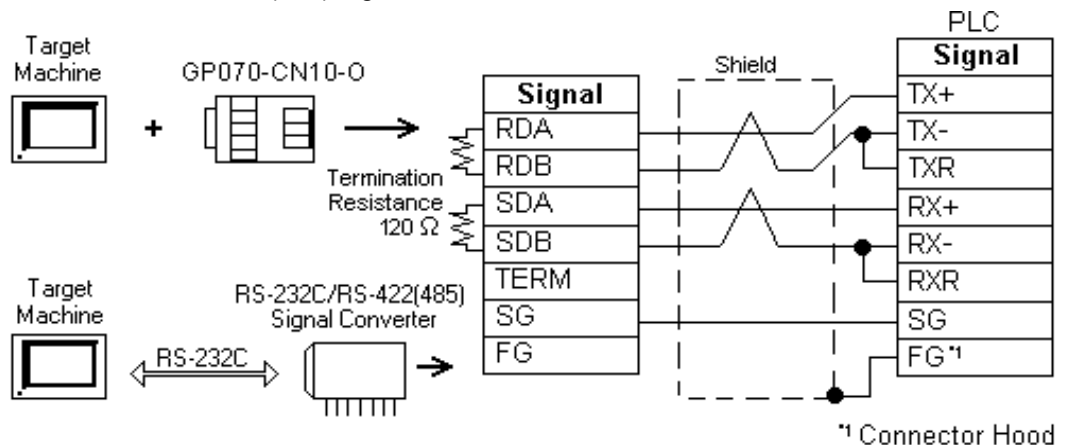 Target
Machine
+
GP070-CN10-O
Termination
Resistance
120 Ω
Target
Machine
RS-232C
RS-232C/RS-422(485)
Signal Converter
Signal
RDA
RDB
SDA
SDB
TERM
SG
FG
Shield
PLC
Signal
TX+
TX-
TXR
RX+
RX-
RXR
SG
FG*1
*1 Connector Hood